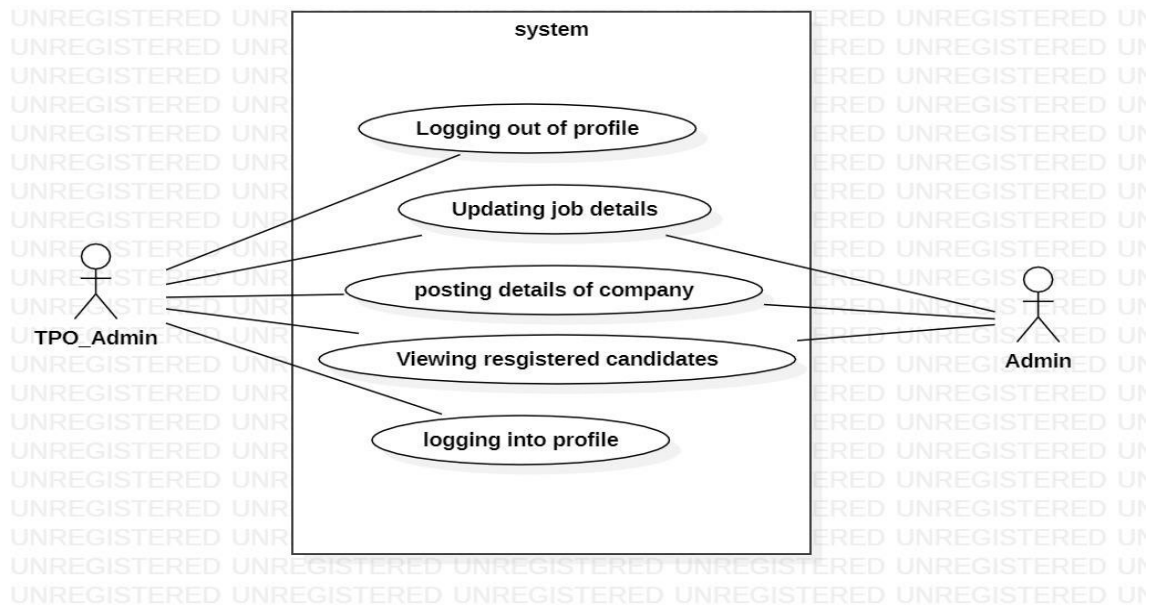 system
Logging out of profile
Updating job details
posting details of company
Viewing resgistered candidates
logging into profile
TPO_Admin
Admin
UNREGISTERED